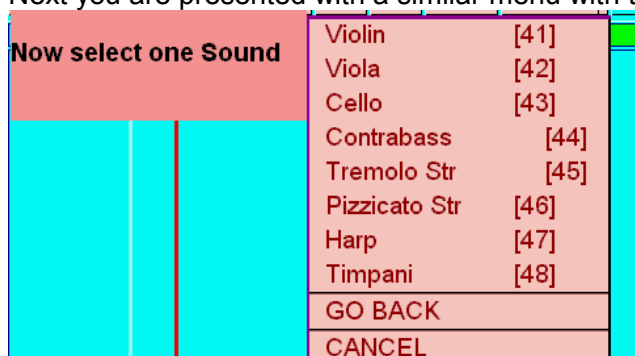 Next you are presented with a similar menu with
Now select one Sound
Violin [41]
Viola [42]
Cello [43]
Contrabass [44]
Tremolo Str [45]
Pizzicato Str [46]
Harp [47]
Timpani [48]
GO BACK
CANCEL